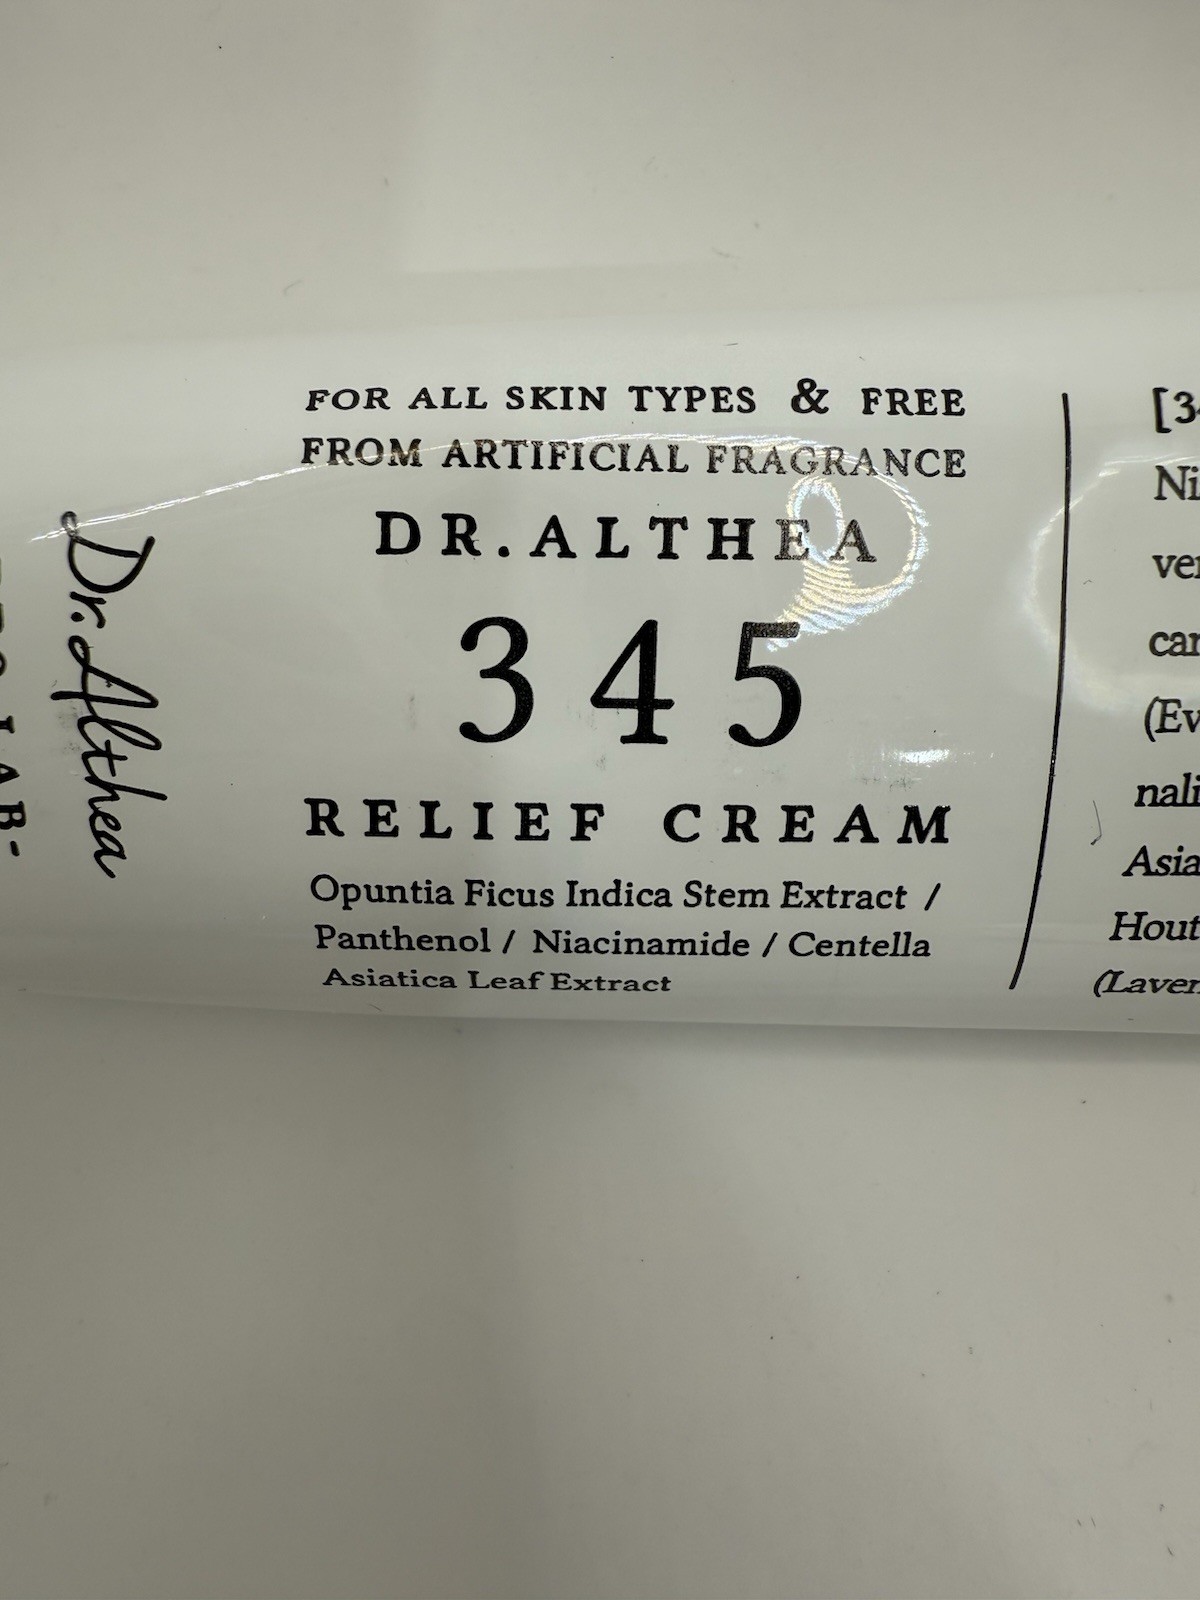 FOR ALL SKIN TYPES & FREE
FROM ARTIFICIAL FRAGRANCE
DR.ALTHEA
345
RELIEF CREAM
Opuntia Ficus Indica Stem Extract /
Panthenol / Niacinamide / Centella
Asiatica Leaf Extract
Dr.Althea